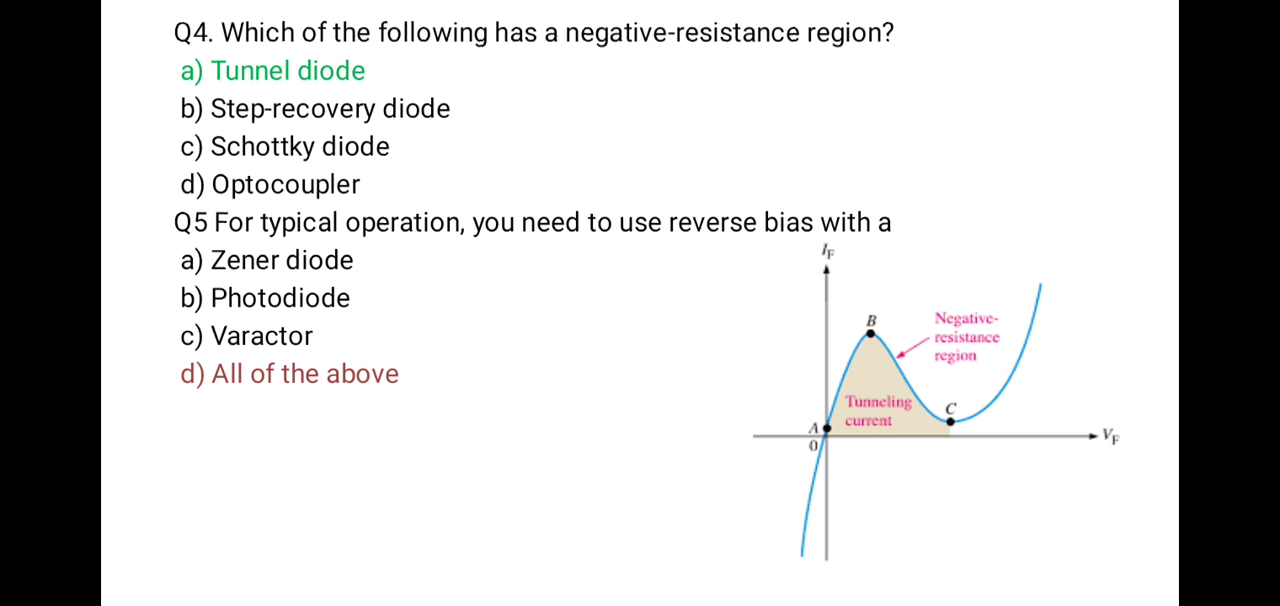 Q4. Which of the following has a negative-resistance region?
a) Tunnel diode
b) Step-recovery diode
c) Schottky diode
d) Optocoupler
Q5 For typical operation, you need to use reverse bias with a
a) Zener diode
b) Photodiode
c) Varactor
d) All of the above
IF
B
Negative-
resistance
region
Tunneling
current
C
A
0
VF